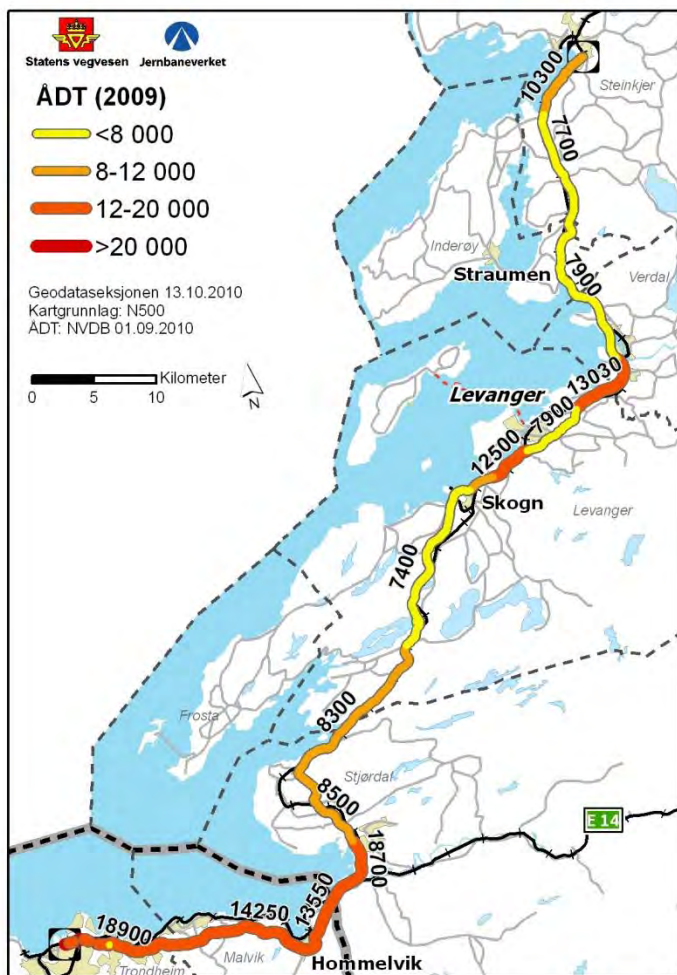 Statens vegvesen
Jernbaneverket
ÅDT (2009)
<8 000
8-12 000
12-20 000
>20 000
Geodataseksjonen 13.10.2010
Kartgrunnlag: N500
ÅDT: NVDB 01.09.2010
Kilometer
0 5 10
N
10300
Steinkjer
7700
Inderøy
Straumen
7900
Verdal
Levanger
13030
7900
12500
Skogn
Levanger
7400
Frosta
8300
Stjørdal
8500
E 14
18700
13550
14250
18900
Malvik
Hommelvik
Trondheim